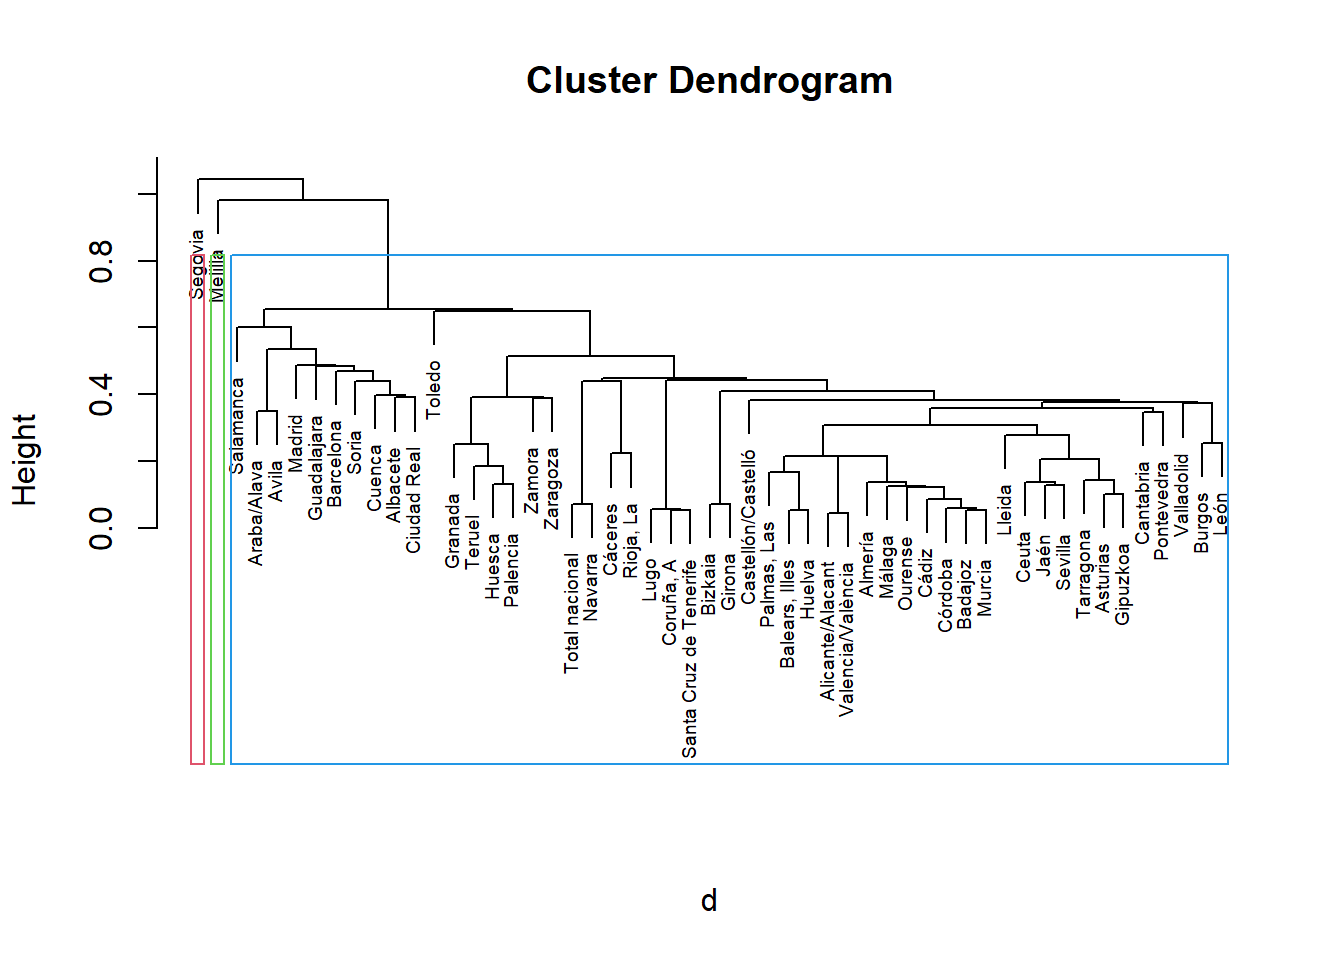 Cluster Dendrogram
Height
0.8
0.4
0.0
Segovia
Melilla
Salamanca
Araba/Alava
Avila
Madrid
Guadalajara
Barcelona
Soria
Cuenca
Albacete
Ciudad Real
Toledo
Granada
Teruel
Huesca
Palencia
Zamora
Zaragoza
Total nacional
Navarra
Cáceres
Rioja, La
Lugo
Coruña, A
Santa Cruz de Tenerife
Bizkaia
Girona
Castellón/Castelló
Palmas, Las
Balears, Illes
Huelva
Alicante/Alacant
Valencia/València
Almería
Málaga
Ourense
Cádiz
Córdoba
Badajoz
Murcia
Lleida
Ceuta
Jaén
Sevilla
Tarragona
Asturias
Gipuzkoa
Cantabria
Pontevedra
Valladolid
Burgos
León
d